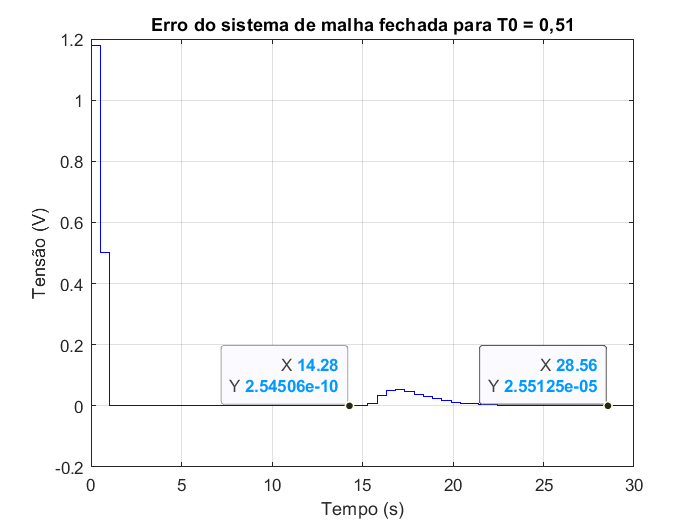 Erro do sistema de malha fechada para T0 = 0,51
1.2
1
0.8
0.6
0.4
0.2
0
-0.2
Tensão (V)
X 14.28
Y 2.54506e-10
X 28.56
Y 2.55125e-05
0 5 10 15 20 25 30
Tempo (s)